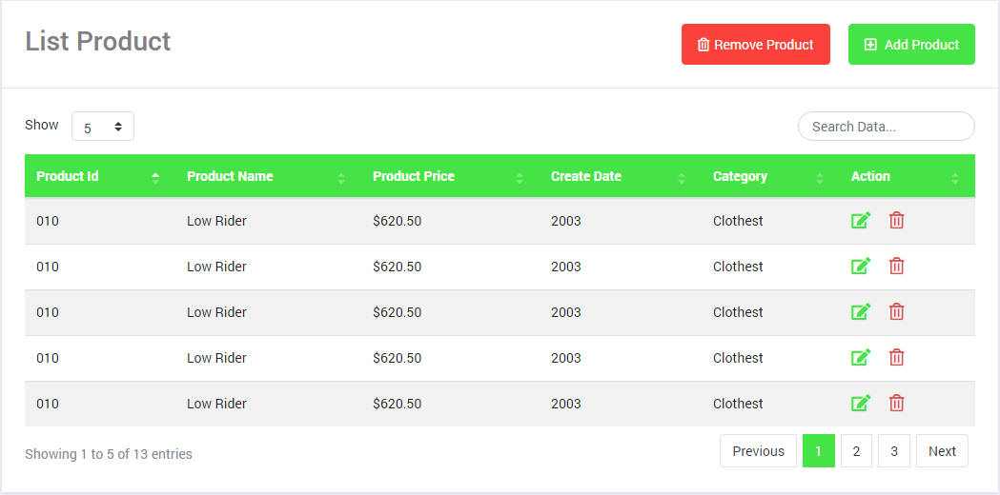 List Product
Remove Product
Add Product
Show 5
Search Data...
Product Id Product Name Product Price Create Date Category Action
010 Low Rider $620.50 2003 Clothest
010 Low Rider $620.50 2003 Clothest
010 Low Rider $620.50 2003 Clothest
010 Low Rider $620.50 2003 Clothest
010 Low Rider $620.50 2003 Clothest
Showing 1 to 5 of 13 entries
Previous 1 2 3 Next